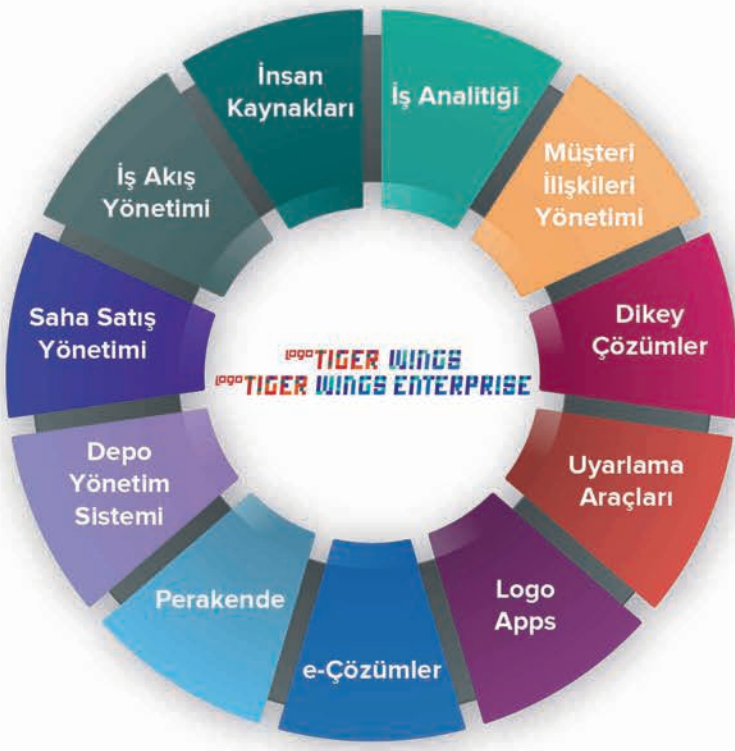 İnsan
Kaynakları
İş Analitiği
Müşteri
İlişkileri
Yönetimi
Dikey
Çözümler
Uyarlama
Araçları
Logo
Apps
e-Çözümler
Perakende
Depo
Yönetim
Sistemi
Saha Satış
Yönetimi
İş Akış
Yönetimi
LOGO TIGER WINGS
LOGO TIGER WINGS ENTERPRISE